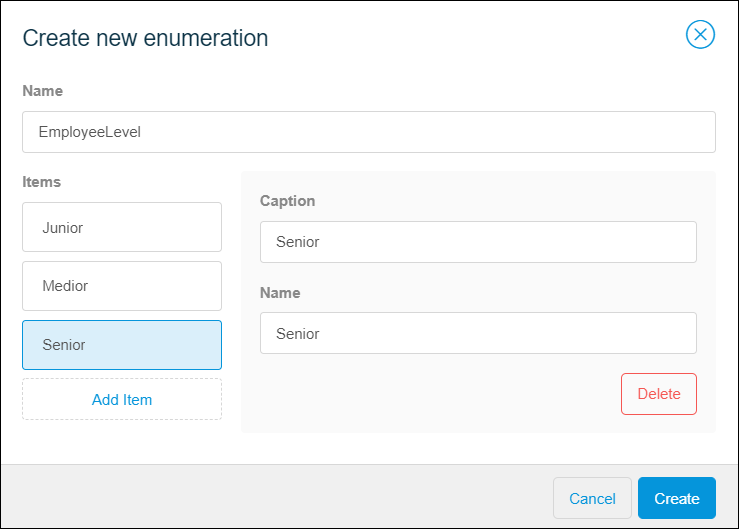 Create new enumeration
Name
EmployeeLevel
Items
Junior
Medior
Senior
Add Item
Caption
Senior
Name
Senior
Delete
Cancel
Create